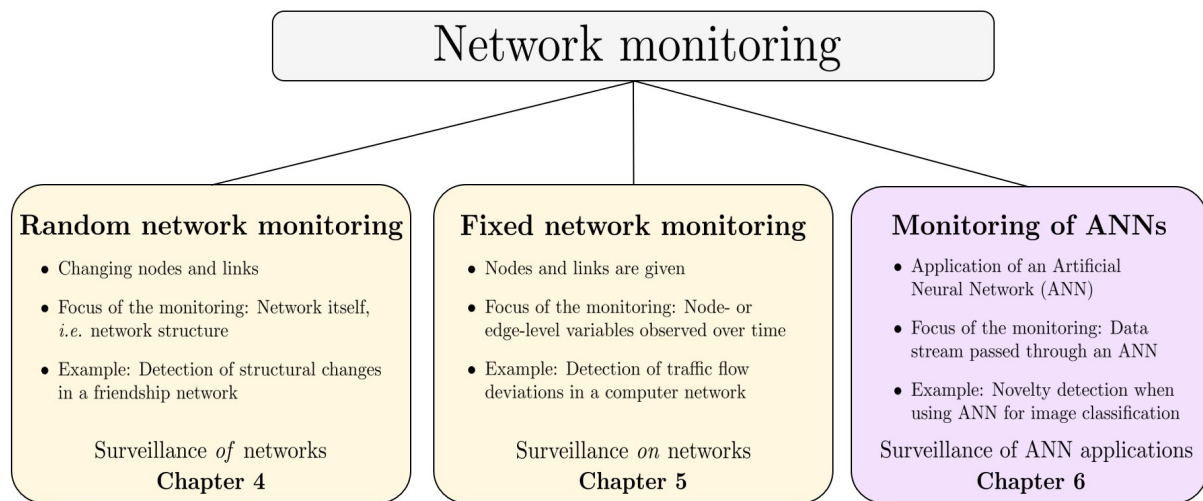 Network monitoring
Random network monitoring
• Changing nodes and links
• Focus of the monitoring: Network itself,
i.e. network structure
• Example: Detection of structural changes
in a friendship network
Surveillance of networks
Chapter 4
Fixed network monitoring
• Nodes and links are given
• Focus of the monitoring: Node- or
edge-level variables observed over time
• Example: Detection of traffic flow
deviations in a computer network
Surveillance on networks
Chapter 5
Monitoring of ANNs
• Application of an Artificial
Neural Network (ANN)
• Focus of the monitoring: Data
stream passed through an ANN
• Example: Novelty detection when
using ANN for image classification
Surveillance of ANN applications
Chapter 6